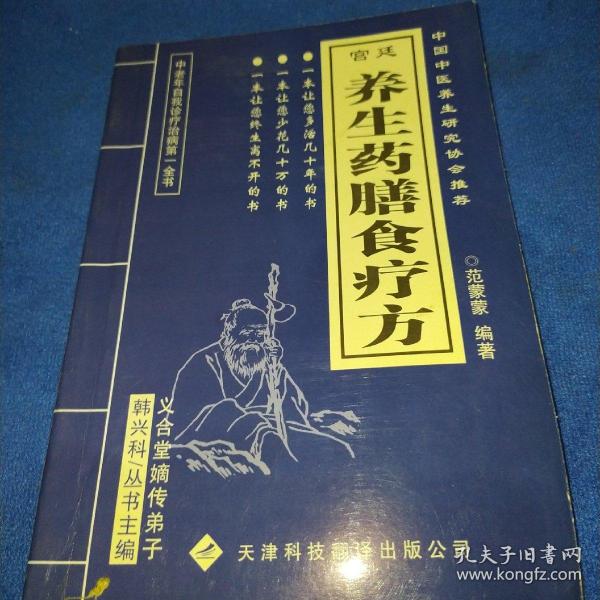 中国中医养生研究协会推荐
宫廷
养生药膳食疗方
◎范蒙蒙 编著
●一本让您多活几十年的书
●一本让您少花几十万的书
●一本让您终生离不开的书
中老年自我诊疗治病第一全书
义合堂嫡传弟子
韩兴科/丛书主编
天津科技翻译出版公司
孔夫子旧书网
www.kongfz.com